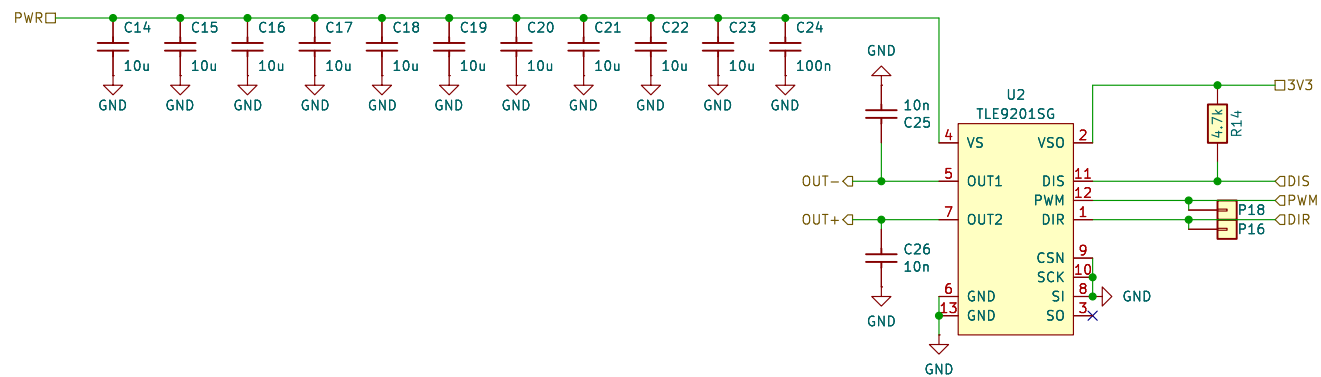 PWR
C14 C15 C16 C17 C18 C19 C20 C21 C22 C23 C24
10u 10u 10u 10u 10u 10u 10u 10u 10u 10u 100n
GND GND GND GND GND GND GND GND GND GND GND
GND
10n
C25
U2
TLE9201SG
3V3
4.7k
R14
4 VS VSO 2
OUT- 5 OUT1 DIS 11 DIS
PWM 12 PWM
P18
OUT+ 7 OUT2 DIR 1 DIR
P16
C26
10n
GND
CSN 9
SCK 10
6 GND SI 8 GND
13 GND SO 3
GND